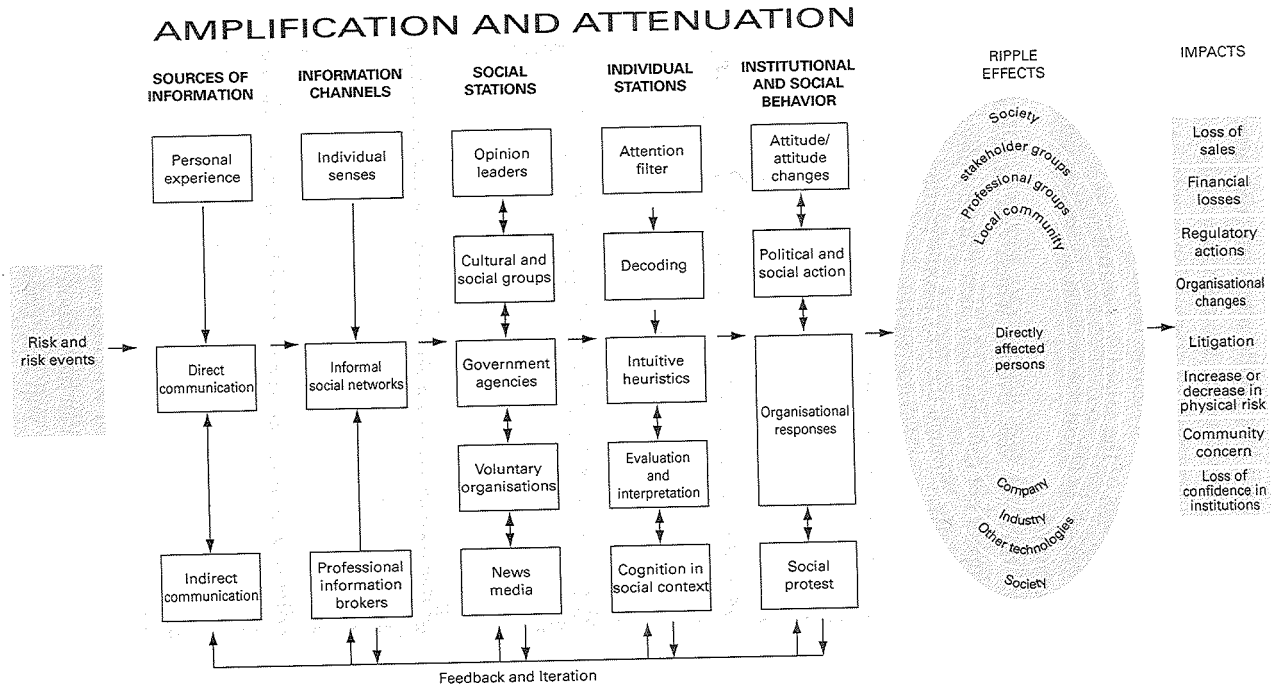 AMPLIFICATION AND ATTENUATION
SOURCES OF
INFORMATION
INFORMATION
CHANNELS
SOCIAL
STATIONS
INDIVIDUAL
STATIONS
INSTITUTIONAL
AND SOCIAL
BEHAVIOR
RIPPLE
EFFECTS
IMPACTS
Risk and
risk events
Personal
experience
Direct
communication
Indirect
communication
Individual
senses
Informal
social networks
Professional
information
brokers
Opinion
leaders
Cultural and
social groups
Government
agencies
Voluntary
organisations
News
media
Attention
filter
Decoding
Intuitive
heuristics
Evaluation
and
interpretation
Cognition in
social context
Attitude/
attitude
changes
Political and
social action
Organisational
responses
Social
protest
Society
stakeholder groups
Professional groups
Local community
Directly
affected
persons
Company
Industry
Other technologies
Society
Loss of
sales
Financial
losses
Regulatory
actions
Organisational
changes
Litigation
Increase or
decrease in
physical risk
Community
concern
Loss of
confidence in
institutions
Feedback and Iteration